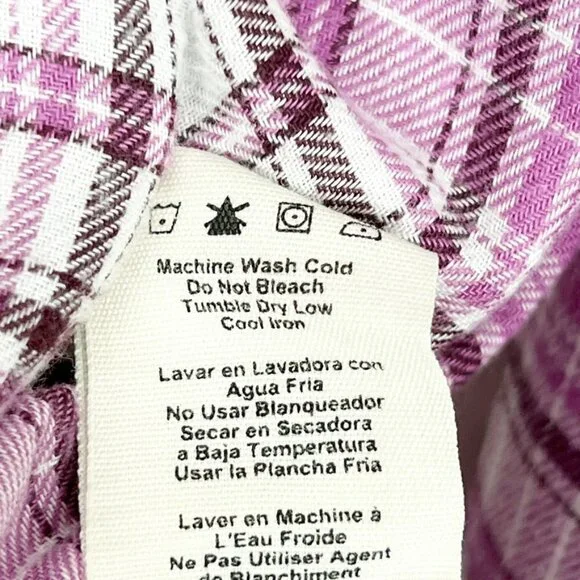 Machine Wash Cold
Do Not Bleach
Tumble Dry Low
Cool Iron
Lavar en Lavadora con
Agua Fria
No Usar Blanqueador
Secar en Secadora
a Baja Temperatura
Usar la Plancha Fria
Laver en Machine à
L'Eau Froide
Ne Pas Utiliser Agent
de Blanchiment